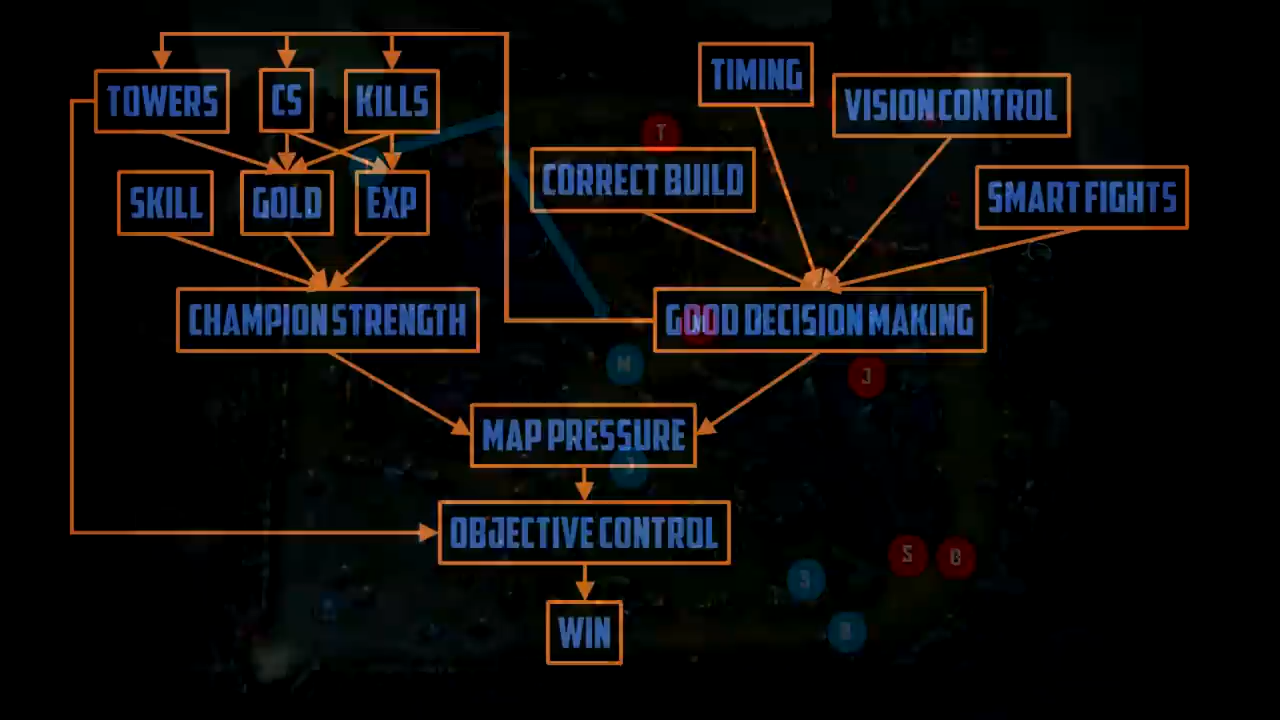 TIMING
TOWERS
CS
KILLS
VISION CONTROL
T
CORRECT BUILD
SKILL
GOLD
EXP
SMART FIGHTS
CHAMPION STRENGTH
GOOD DECISION MAKING
M
M
J
MAP PRESSURE
J
OBJECTIVE CONTROL
S
B
S
B
WIN